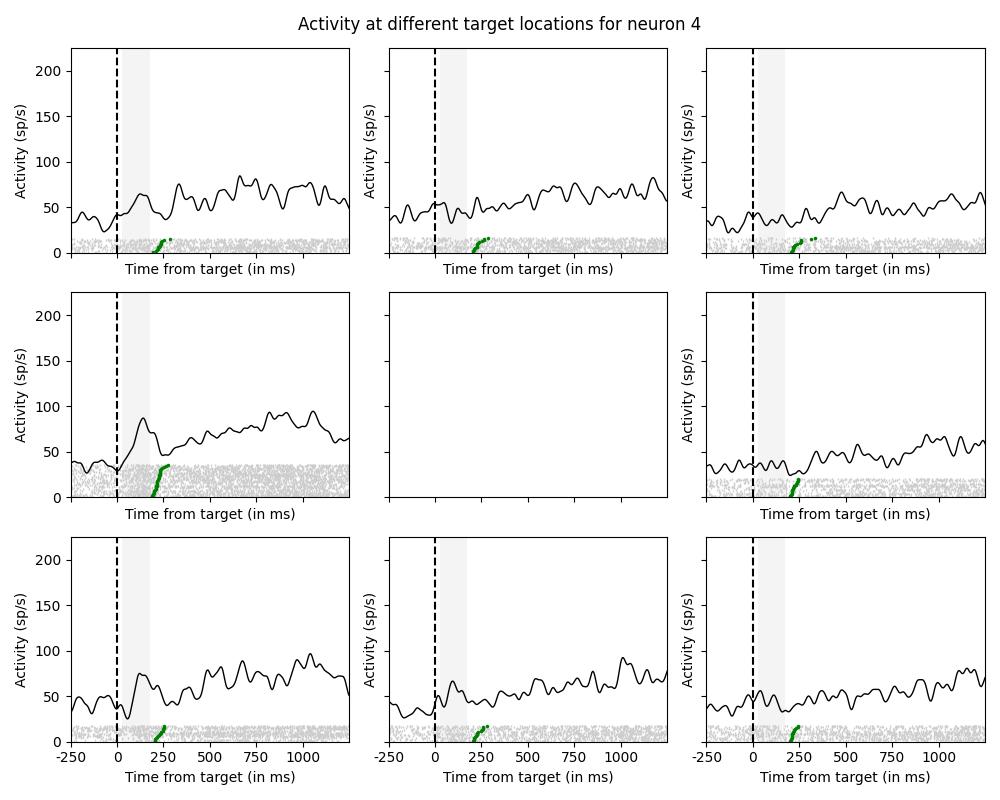 Activity at different target locations for neuron 4
200
150
100
50
0
Activity (sp/s)
Activity (sp/s)
Activity (sp/s)
Time from target (in ms)
Time from target (in ms)
Time from target (in ms)
200
150
100
50
0
Activity (sp/s)
Activity (sp/s)
Time from target (in ms)
Time from target (in ms)
200
150
100
50
0
Activity (sp/s)
Activity (sp/s)
Activity (sp/s)
-250 0 250 500 750 1000
-250 0 250 500 750 1000
-250 0 250 500 750 1000
Time from target (in ms)
Time from target (in ms)
Time from target (in ms)